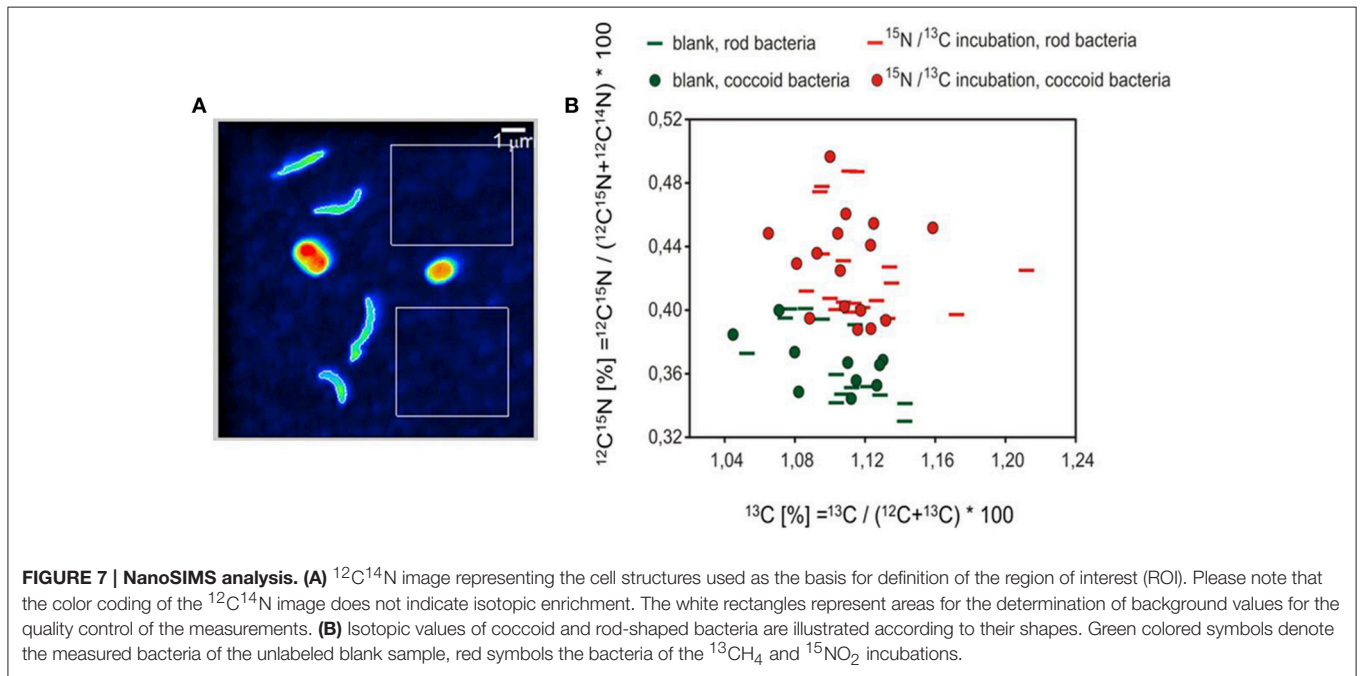 — blank, rod bacteria — ¹⁵N / ¹³C incubation, rod bacteria
● blank, coccoid bacteria ● ¹⁵N / ¹³C incubation, coccoid bacteria
A
1 µm
B
¹²C¹⁵N [%] =¹²C¹⁵N / (¹²C¹⁵N+¹²C¹⁴N) * 100
0,52
0,48
0,44
0,40
0,36
0,32
1,04 1,08 1,12 1,16 1,20 1,24
¹³C [%] =¹³C / (¹²C+¹³C) * 100
FIGURE 7 | NanoSIMS analysis. (A) ¹²C¹⁴N image representing the cell structures used as the basis for definition of the region of interest (ROI). Please note that
the color coding of the ¹²C¹⁴N image does not indicate isotopic enrichment. The white rectangles represent areas for the determination of background values for the
quality control of the measurements. (B) Isotopic values of coccoid and rod-shaped bacteria are illustrated according to their shapes. Green colored symbols denote
the measured bacteria of the unlabeled blank sample, red symbols the bacteria of the ¹³CH₄ and ¹⁵NO₂ incubations.